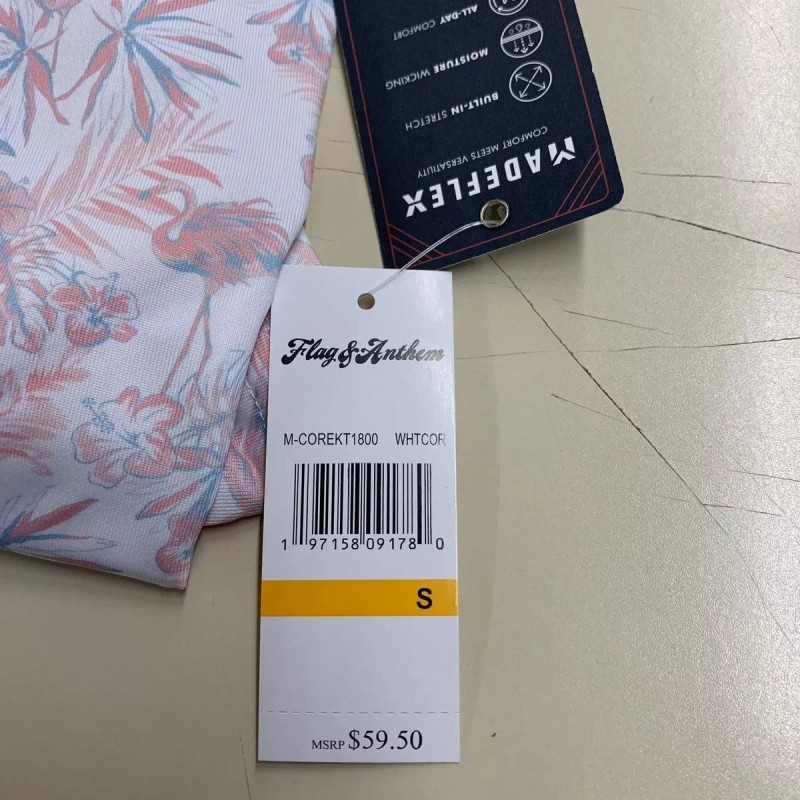 MADEFLEX
COMFORT MEETS VERSATILITY
BUILT-IN STRETCH
MOISTURE WICKING
ALL-DAY COMFORT
Flag & Anthem
M-COREKT1800 WHTCOR
1 97158 09178 0
S
MSRP $59.50